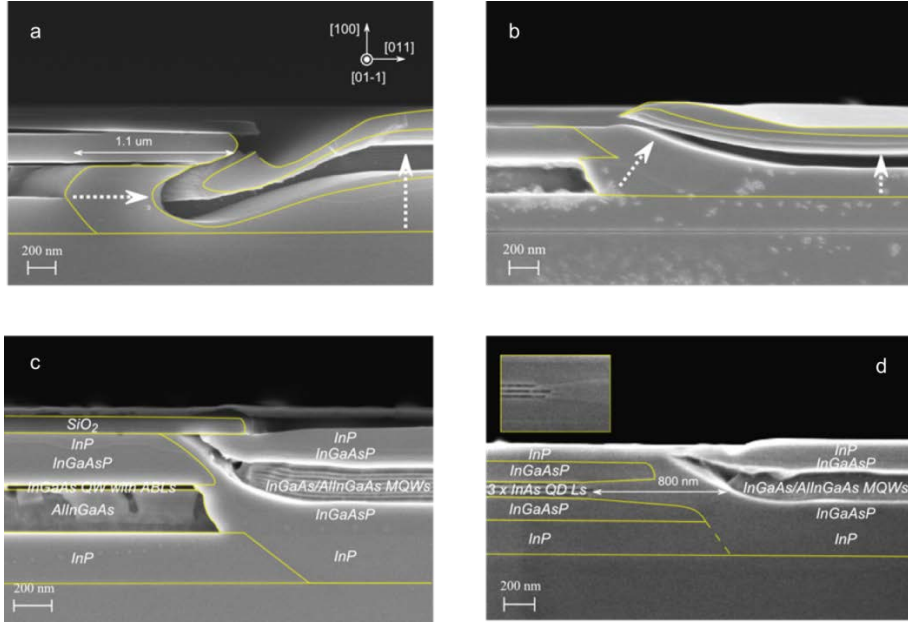 a
[100]
[011]
[01-1]
1.1 um
200 nm
b
200 nm
c
SiO2
InP
InGaAsP
InGaAs QW with ABLs
AlInGaAs
InP
InP
InGaAsP
InGaAs/AlInGaAs MQWs
InGaAsP
InP
200 nm
d
InP
InGaAsP
3 x InAs QD Ls
InGaAsP
InP
800 nm
InP
InGaAsP
InGaAs/AlInGaAs MQWs
InGaAsP
InP
200 nm